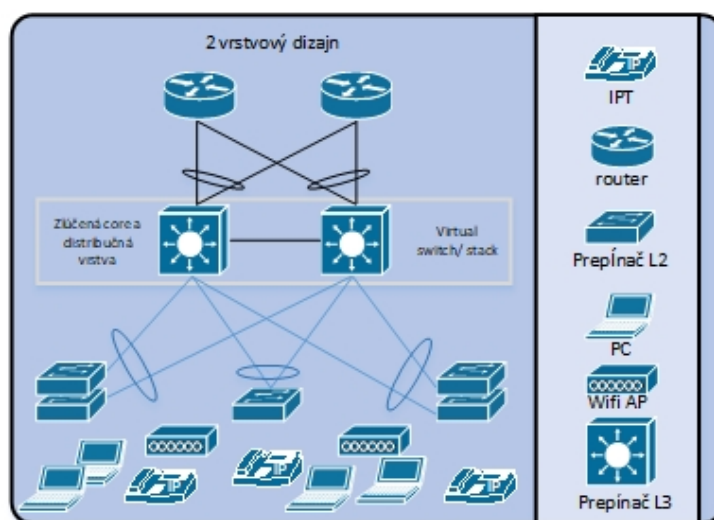 2 vrstvový dizajn
Zlúčená core a
distribučná
vrstva
Virtual
switch/ stack
IPT
router
Prepínač L2
PC
Wifi AP
Prepínač L3